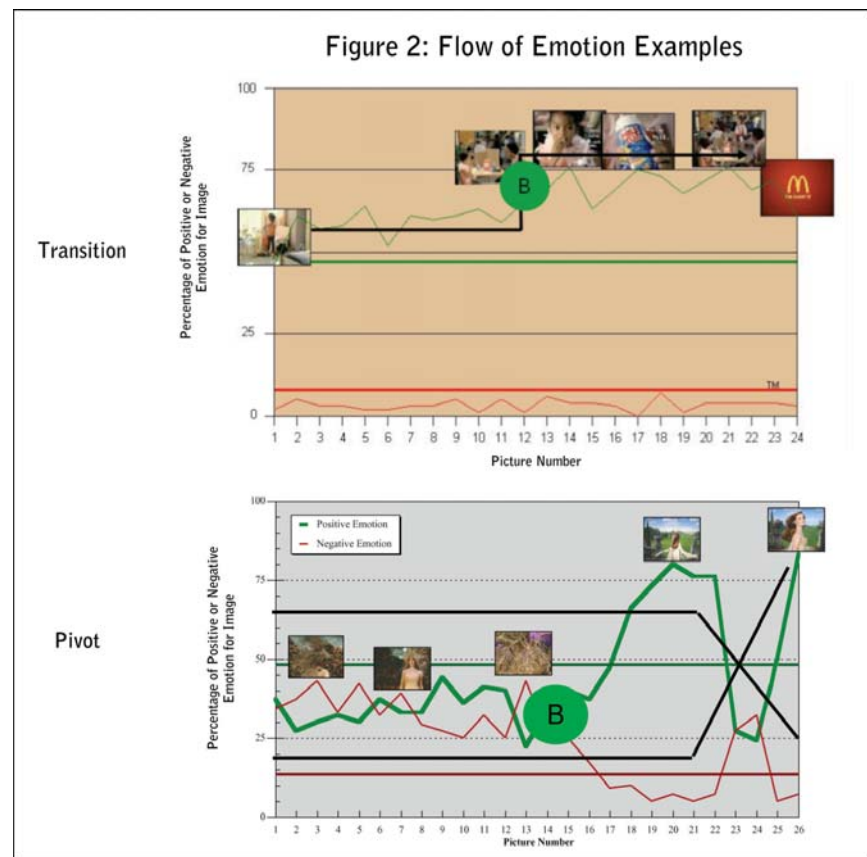 Figure 2: Flow of Emotion Examples
Transition
Percentage of Positive or Negative
Emotion for Image
100
75
25
0
B
TM
1 2 3 4 5 6 7 8 9 10 11 12 13 14 15 16 17 18 19 20 21 22 23 24
Picture Number
Pivot
Percentage of Positive or Negative
Emotion for Image
100
75
50
25
0
Positive Emotion
Negative Emotion
B
1 2 3 4 5 6 7 8 9 10 11 12 13 14 15 16 17 18 19 20 21 22 23 24 25 26
Picture Number